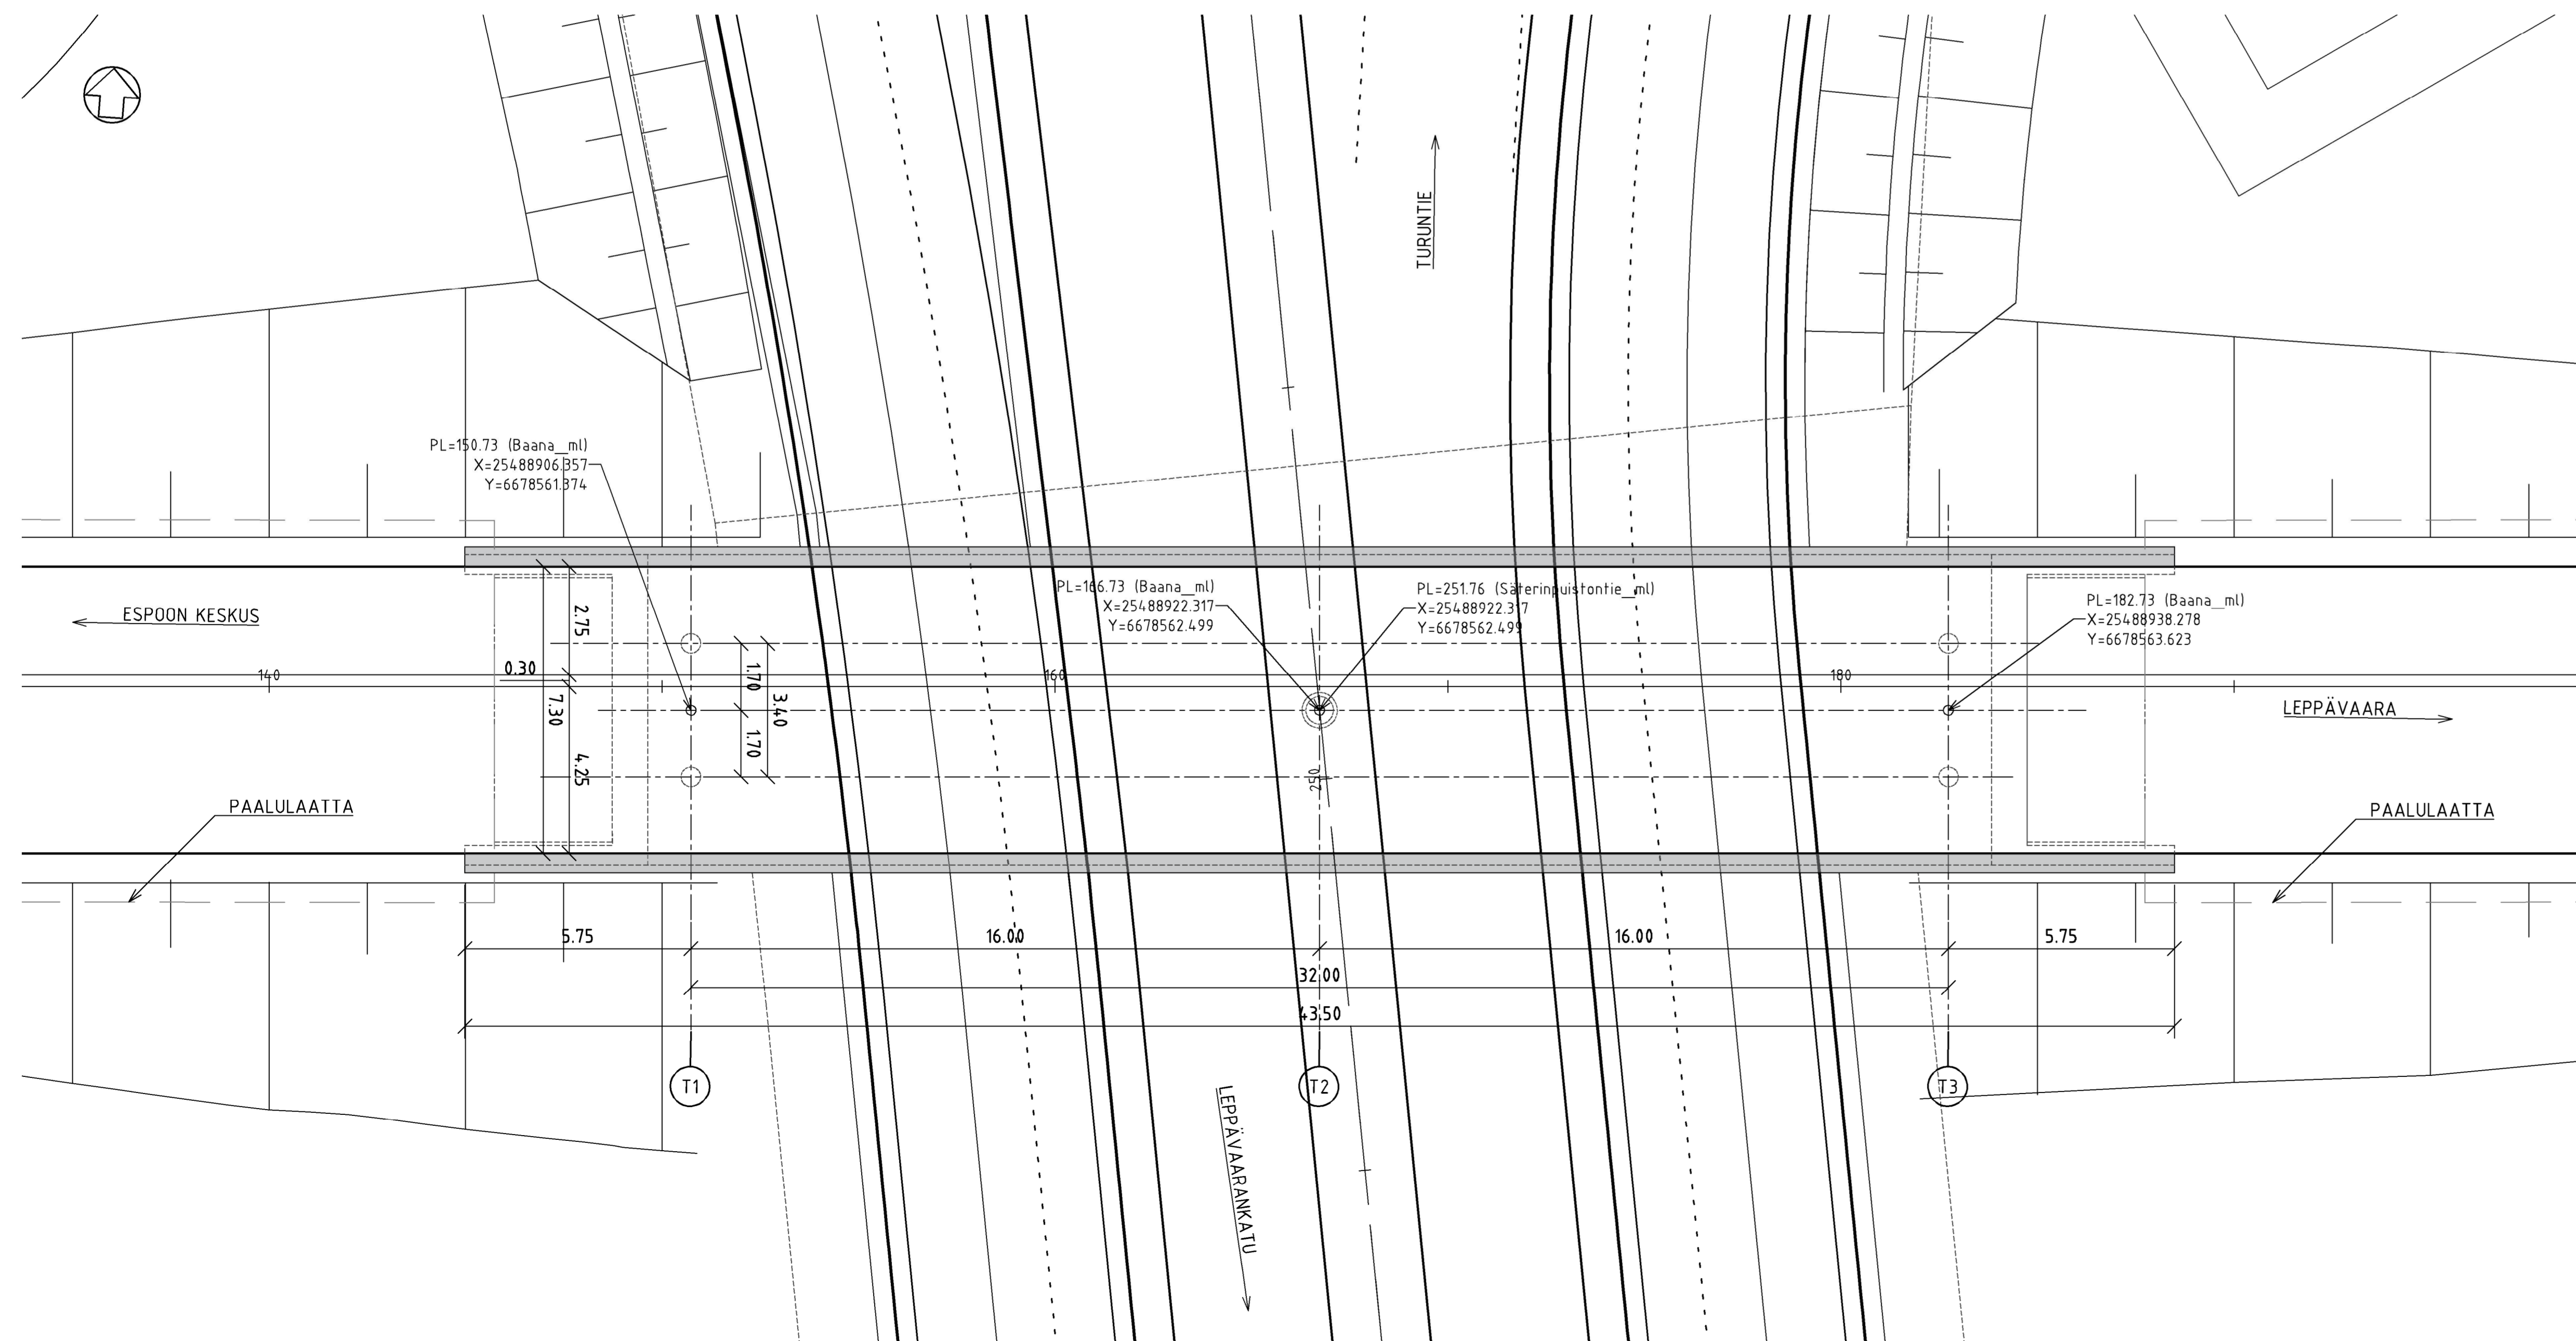 TURUNTIE
PL=150.73 (Baana_ml)
X=25488906.357
Y=6678561.374
PL=166.73 (Baana_ml)
X=25488922.317
Y=6678562.499
PL=251.76 (Säterinpuistontie_ml)
X=25488922.317
Y=6678562.499
PL=182.73 (Baana_ml)
X=25488938.278
Y=6678563.623
ESPOON KESKUS
2.75
0.30
7.30
4.25
1.70
3.40
1.70
140
160
180
250
LEPPÄVAARA
PAALULAATTA
PAALULAATTA
5.75
16.00
16.00
5.75
32.00
43.50
T1
T2
T3
LEPPÄVAARANKATU